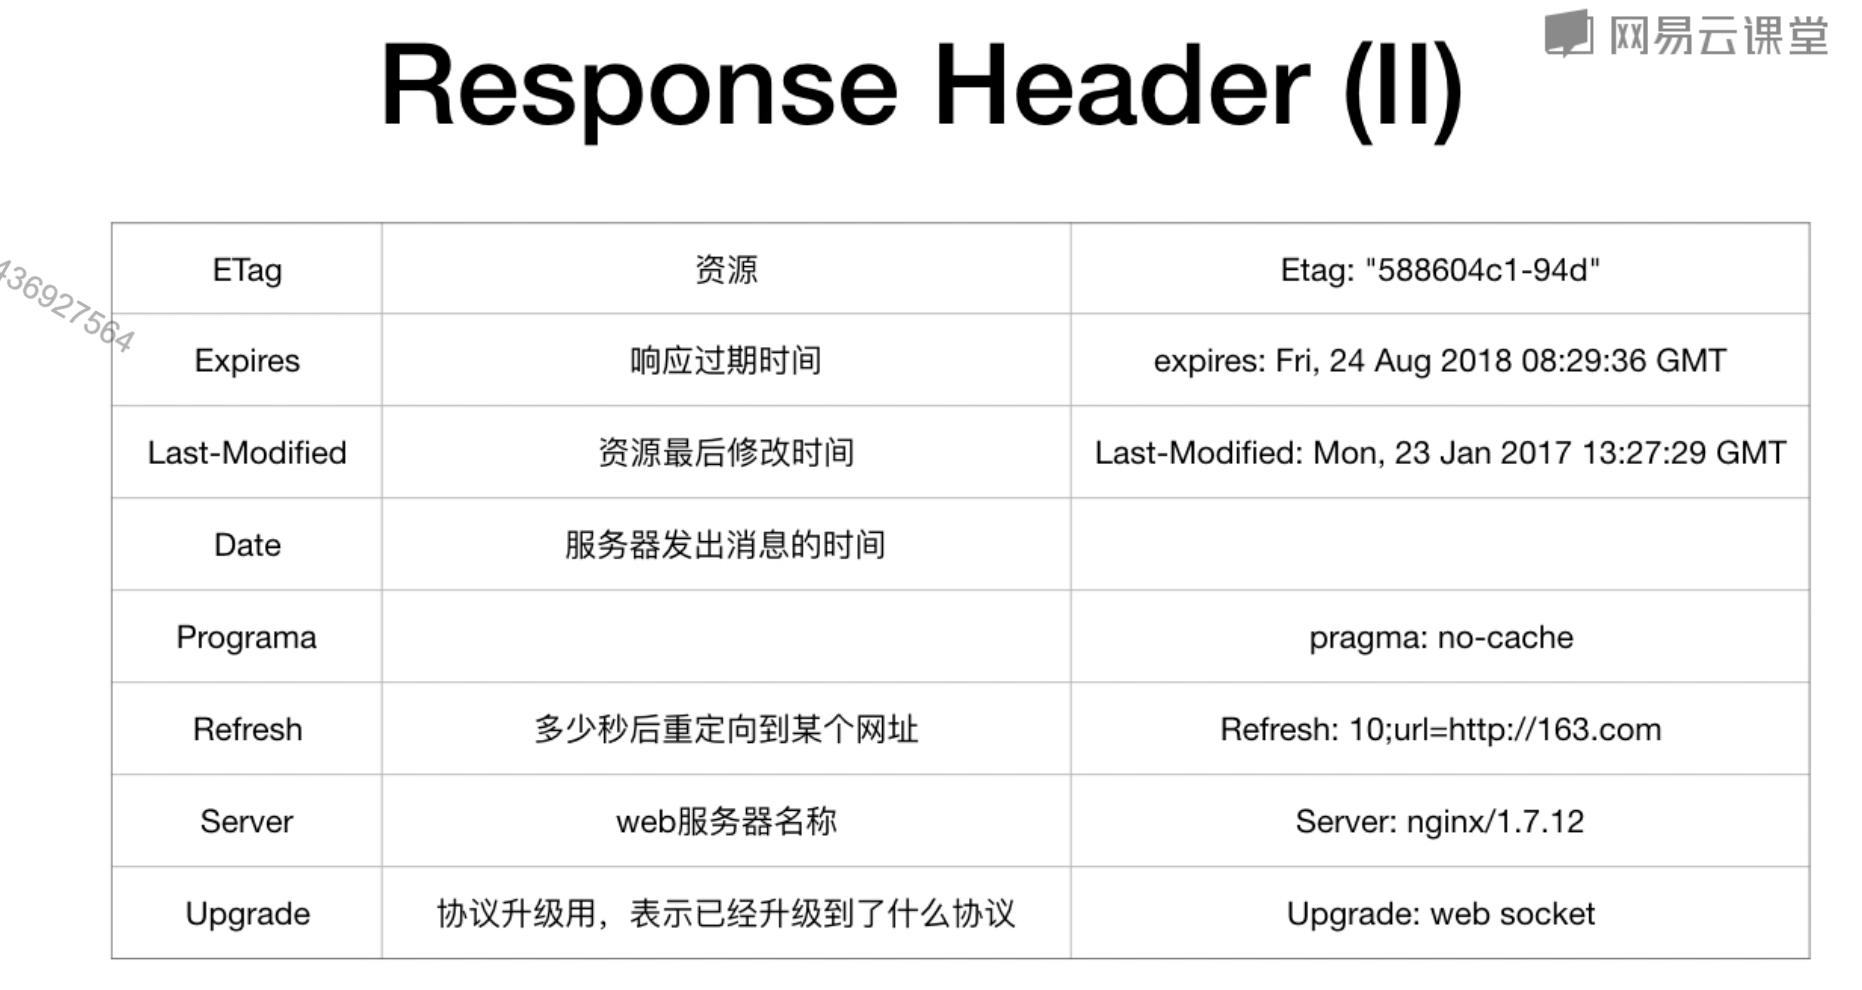 网易云课堂
Response Header (II)
436927564
ETag 资源 Etag: "588604c1-94d"
Expires 响应过期时间 expires: Fri, 24 Aug 2018 08:29:36 GMT
Last-Modified 资源最后修改时间 Last-Modified: Mon, 23 Jan 2017 13:27:29 GMT
Date 服务器发出消息的时间
Programa pragma: no-cache
Refresh 多少秒后重定向到某个网址 Refresh: 10;url=http://163.com
Server web服务器名称 Server: nginx/1.7.12
Upgrade 协议升级用，表示已经升级到了什么协议 Upgrade: web socket